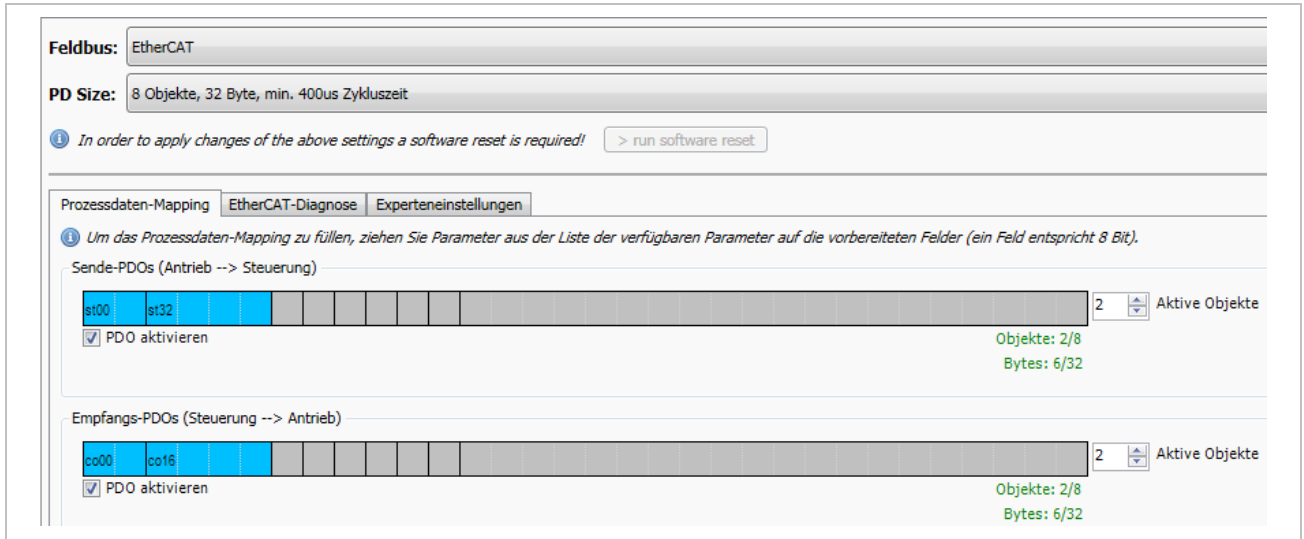 Feldbus: EtherCAT
PD Size: 8 Objekte, 32 Byte, min. 400us Zykluszeit
In order to apply changes of the above settings a software reset is required! > run software reset
Prozessdaten-Mapping EtherCAT-Diagnose Experteneinstellungen
Um das Prozessdaten-Mapping zu füllen, ziehen Sie Parameter aus der Liste der verfügbaren Parameter auf die vorbereiteten Felder (ein Feld entspricht 8 Bit).
Sende-PDOs (Antrieb --> Steuerung)
st00 st32 2 Aktive Objekte
PDO aktivieren Objekte: 2/8
Bytes: 6/32
Empfangs-PDOs (Steuerung --> Antrieb)
co00 co16 2 Aktive Objekte
PDO aktivieren Objekte: 2/8
Bytes: 6/32